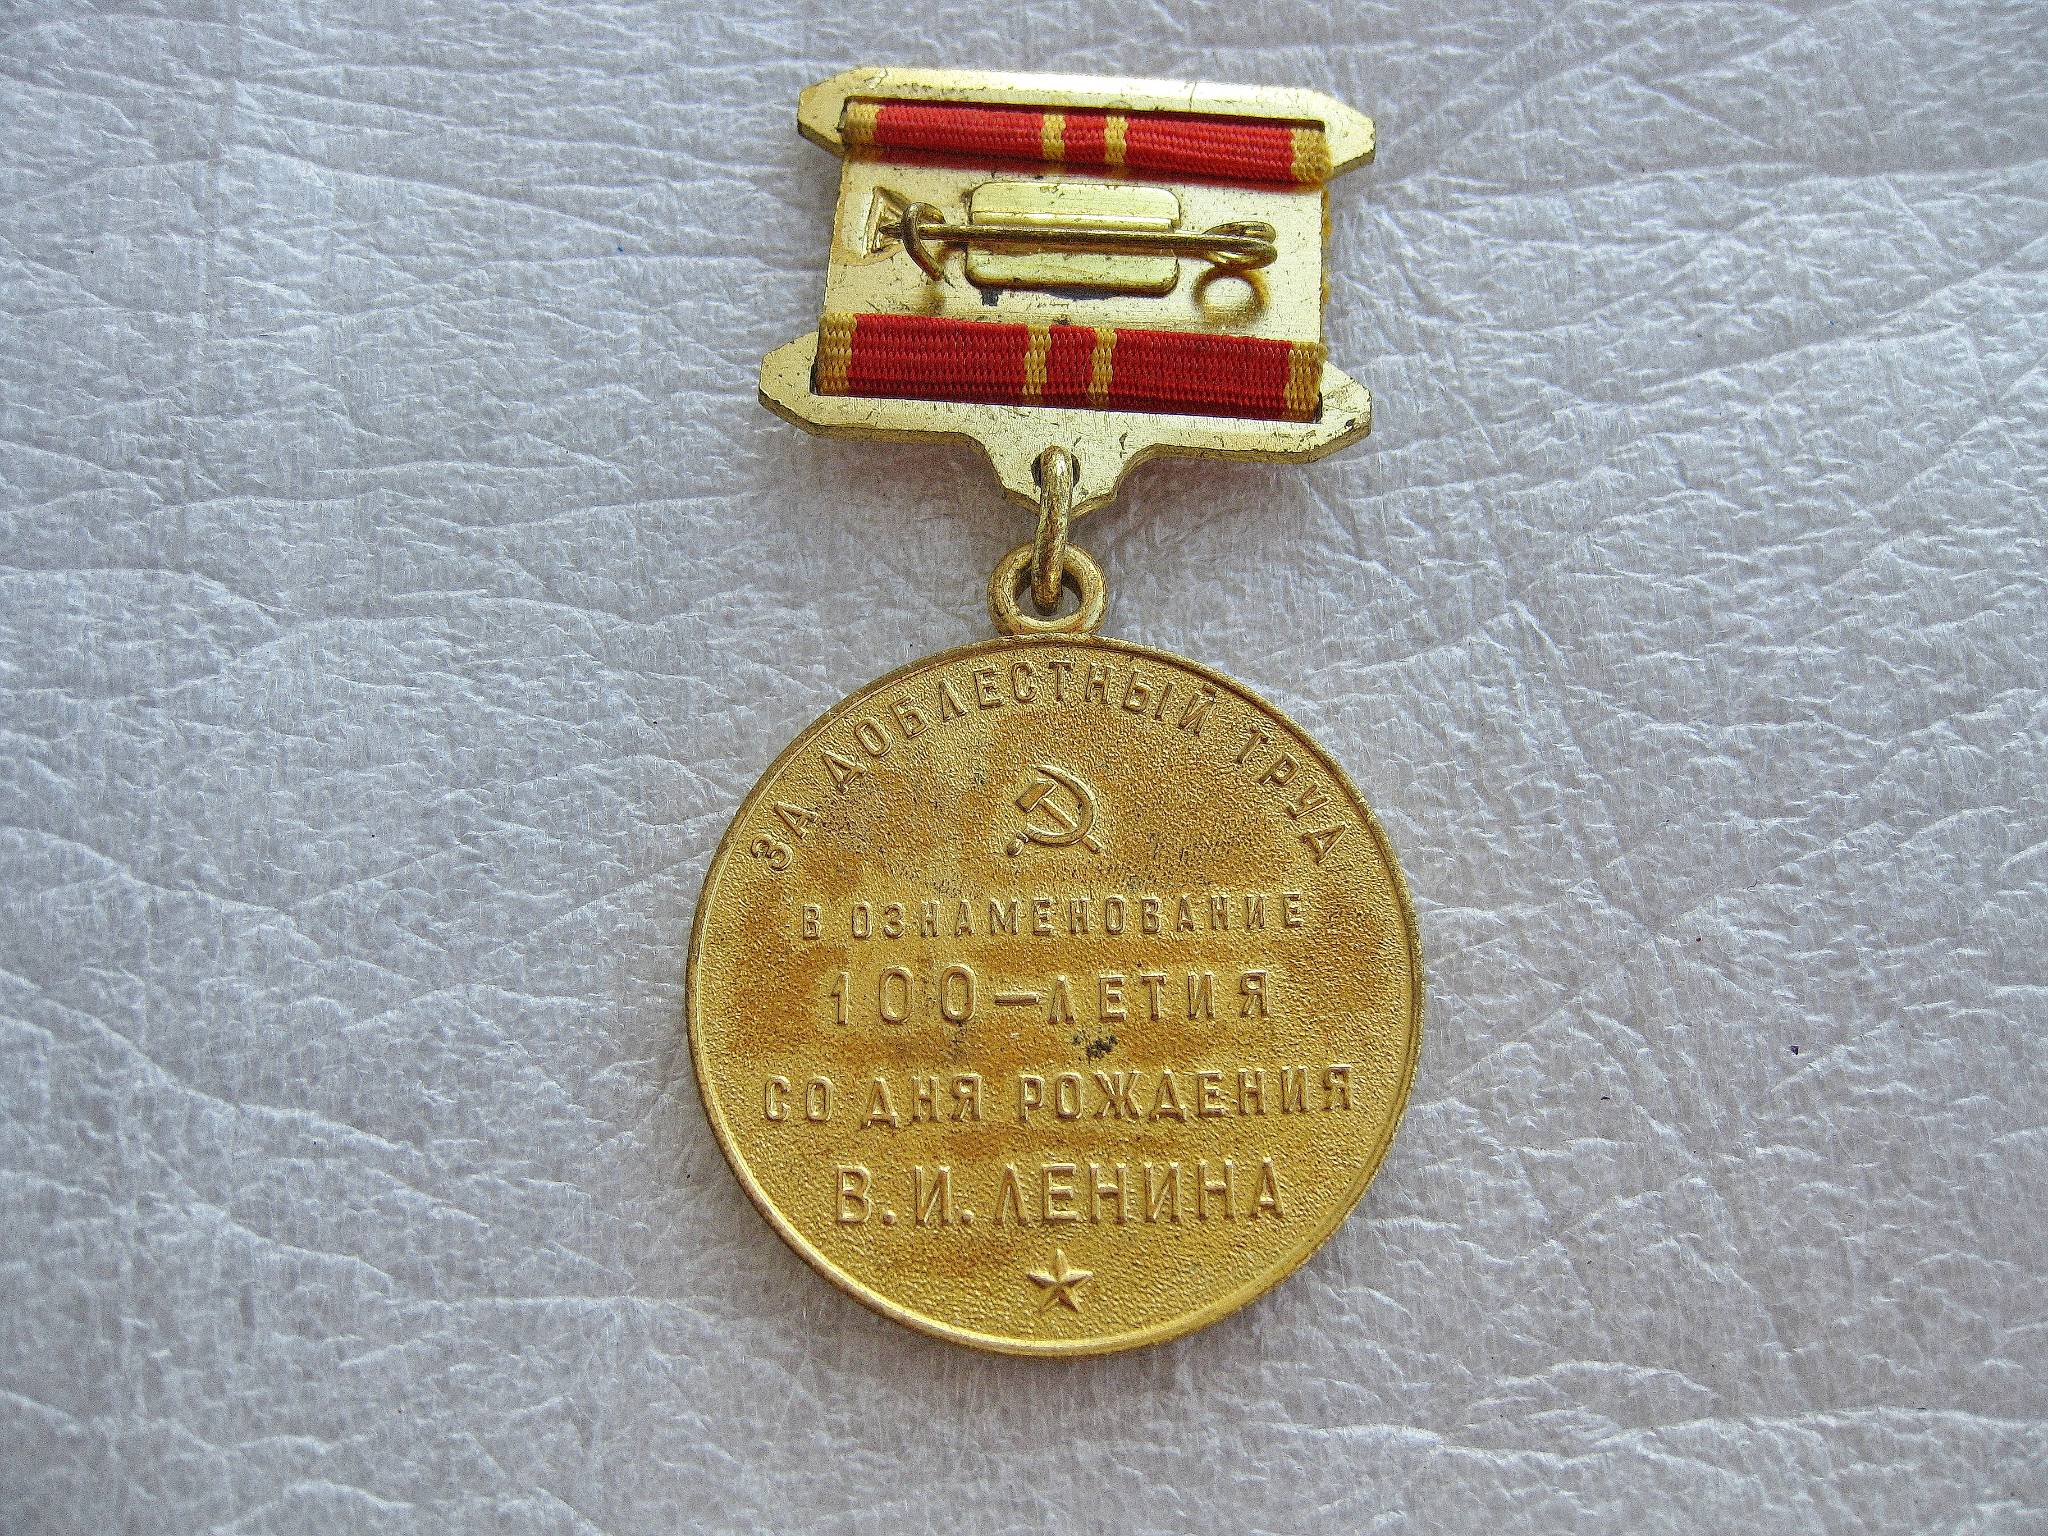 ЗА ДОБЛЕСТНЫЙ ТРУД
В ОЗНАМЕНОВАНИЕ
100-ЛЕТИЯ
СО ДНЯ РОЖДЕНИЯ
В.И.ЛЕНИНА